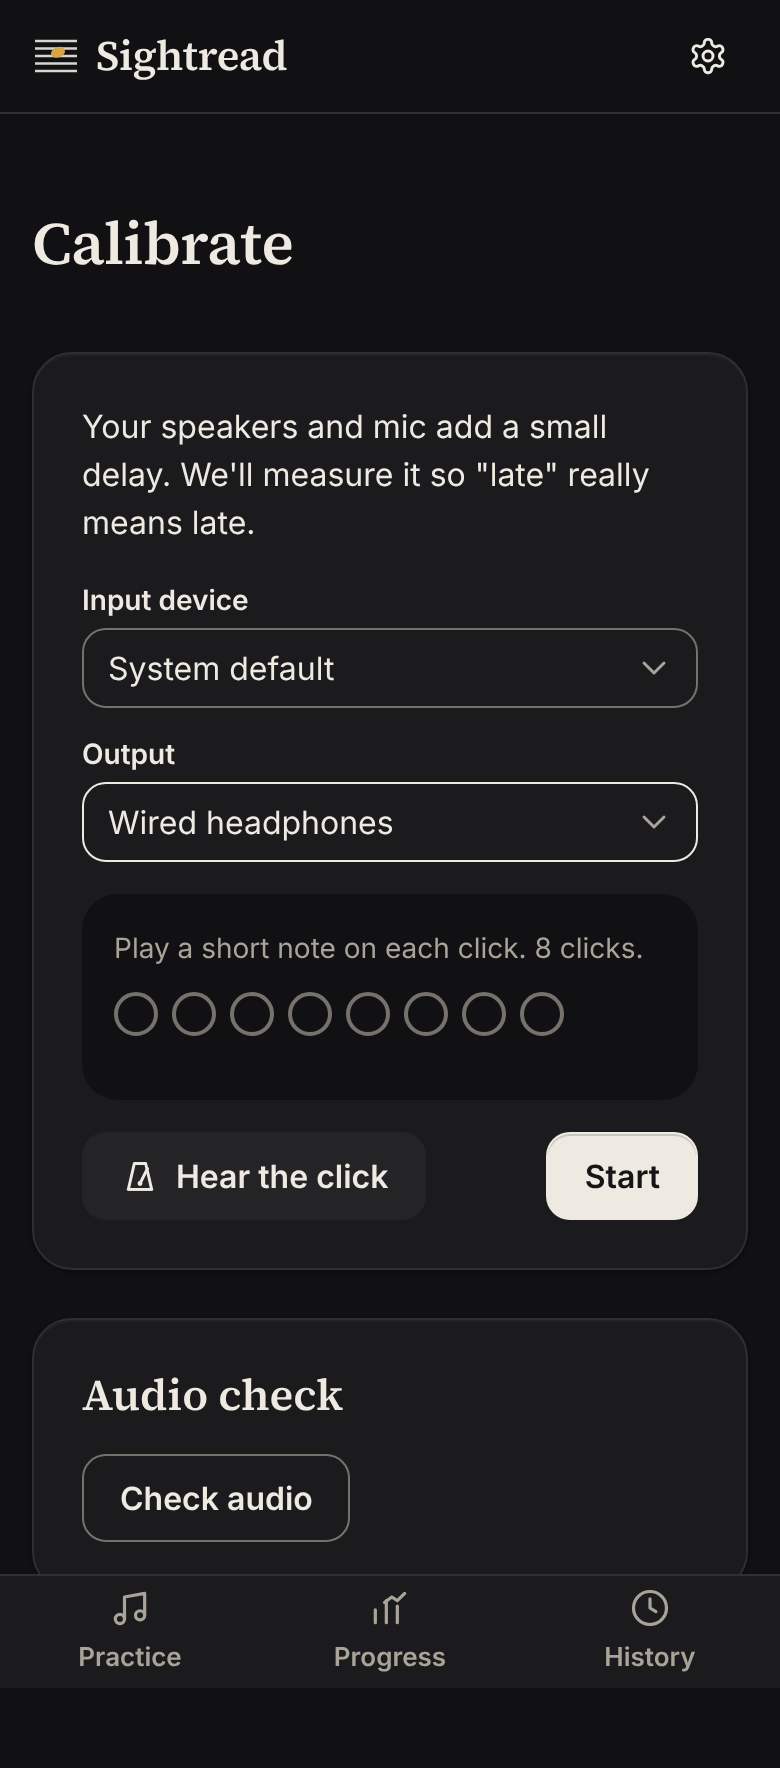 Sightread
Calibrate
Your speakers and mic add a small
delay. We'll measure it so "late" really
means late.
Input device
System default
Output
Wired headphones
Play a short note on each click. 8 clicks.
Hear the click
Start
Audio check
Check audio
Practice
Progress
History